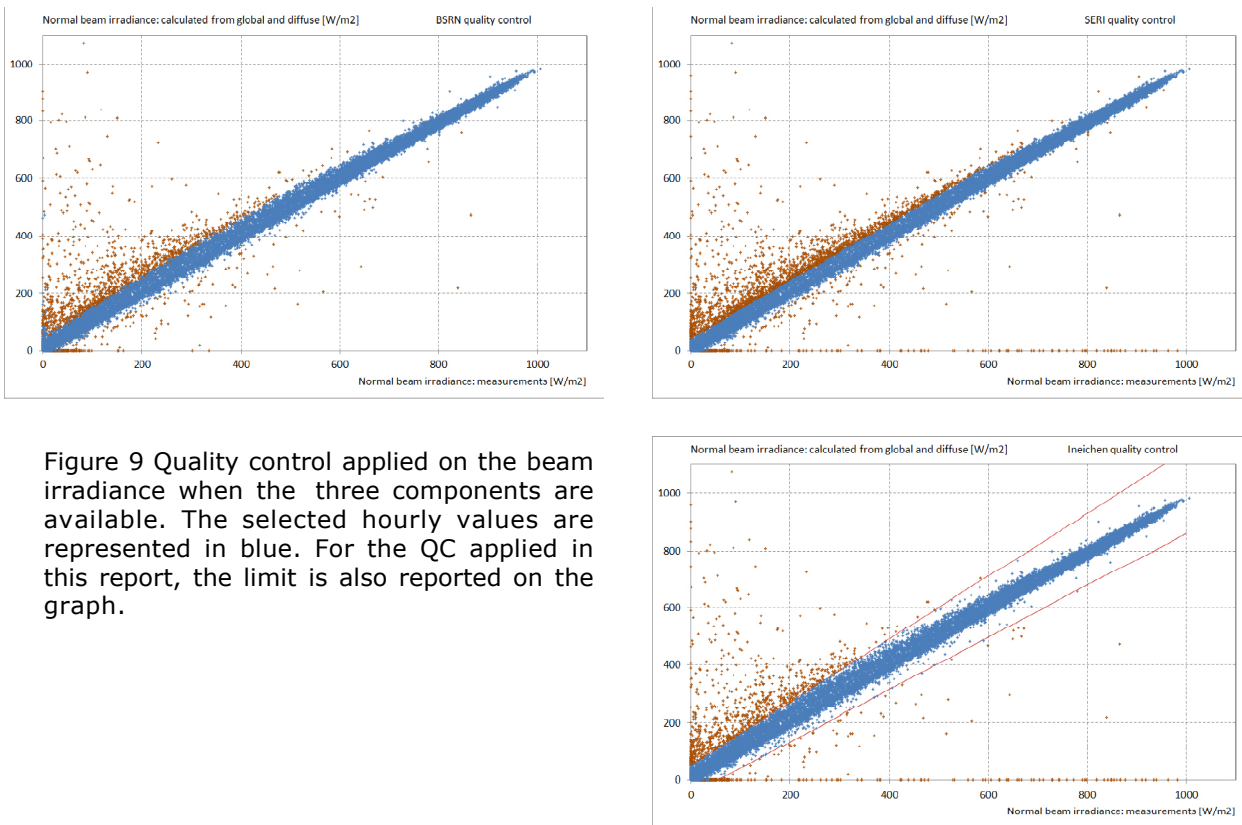 Normal beam irradiance: calculated from global and diffuse [W/m2] BSRN quality control
1000
800
600
400
200
0
0 200 400 600 800 1000
Normal beam irradiance: measurements [W/m2]
Normal beam irradiance: calculated from global and diffuse [W/m2] SERI quality control
1000
800
600
400
200
0
0 200 400 600 800 1000
Normal beam irradiance: measurements [W/m2]
Figure 9 Quality control applied on the beam
irradiance when the three components are
available. The selected hourly values are
represented in blue. For the QC applied in
this report, the limit is also reported on the
graph.
Normal beam irradiance: calculated from global and diffuse [W/m2] Ineichen quality control
1000
800
600
400
200
0
0 200 400 600 800 1000
Normal beam irradiance: measurements [W/m2]